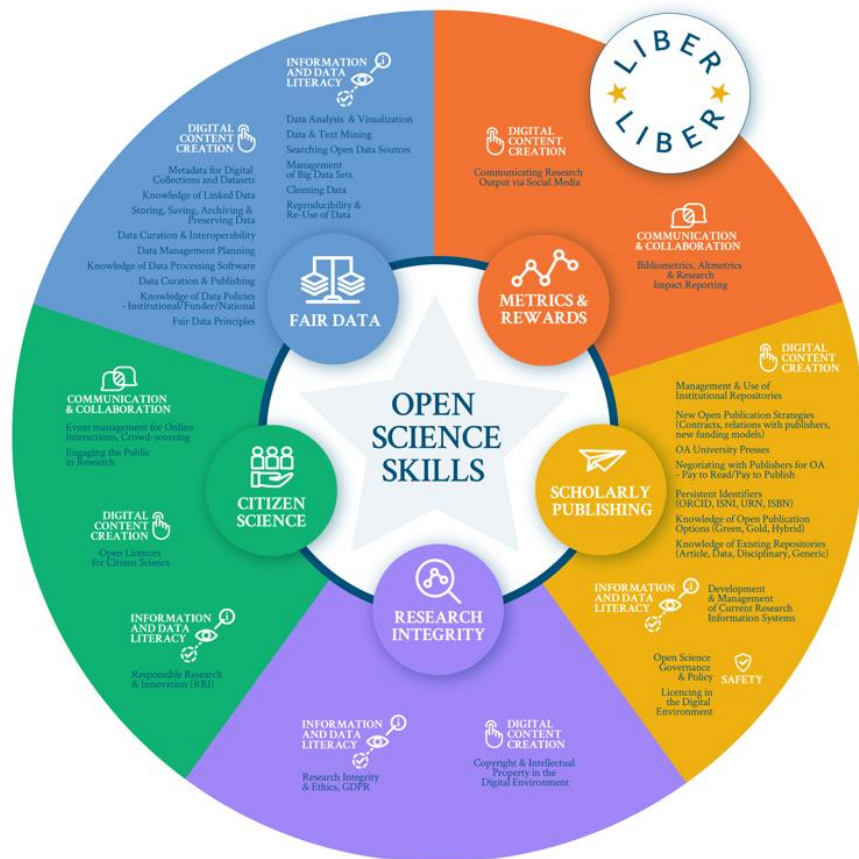 LIBER
LIBER
INFORMATION
AND DATA
LITERACY
Data Analysis & Visualization
Data & Text Mining
Searching Open Data Sources
Management
of Big Data Sets
Cleaning Data
Reproducibility &
Re-Use of Data
DIGITAL
CONTENT
CREATION
Metadata for Digital
Collections and Datasets
Knowledge of Linked Data
Storing, Saving, Archiving &
Preserving Data
Data Curation & Interoperability
Data Management Planning
Knowledge of Data Processing Software
Data Curation & Publishing
Knowledge of Data Policies
- Institutional/Funder/National
Fair Data Principles
FAIR DATA
DIGITAL
CONTENT
CREATION
Communicating Research
Output via Social Media
COMMUNICATION
& COLLABORATION
Bibliometrics, Altmetrics
& Research
Impact Reporting
METRICS &
REWARDS
OPEN
SCIENCE
SKILLS
DIGITAL
CONTENT
CREATION
Management & Use of
Institutional Repositories
New Open Publication Strategies
(Contracts, relations with publishers,
new funding models)
OA University Presses
Negotiating with Publishers for OA
- Pay to Read/Pay to Publish
Persistent Identifiers
(ORCID, ISNI, URN, ISBN)
Knowledge of Open Publication
Options (Green, Gold, Hybrid)
Knowledge of Existing Repositories
(Article, Data, Disciplinary, Generic)
INFORMATION
AND DATA
LITERACY
Development
& Management
of Current Research
Information Systems
Open Science
Governance
& Policy
Licencing in
the Digital
Environment
SAFETY
SCHOLARLY
PUBLISHING
COMMUNICATION
& COLLABORATION
Event management for Online
Interactions, Crowd-sourcing
Engaging the Public
in Research
DIGITAL
CONTENT
CREATION
Open Licences
for Citizen Science
INFORMATION
AND DATA
LITERACY
Responsible Research
& Innovation (RRI)
CITIZEN
SCIENCE
RESEARCH
INTEGRITY
INFORMATION
AND DATA
LITERACY
Research Integrity
& Ethics, GDPR
DIGITAL
CONTENT
CREATION
Copyright & Intellectual
Property in the
Digital Environment